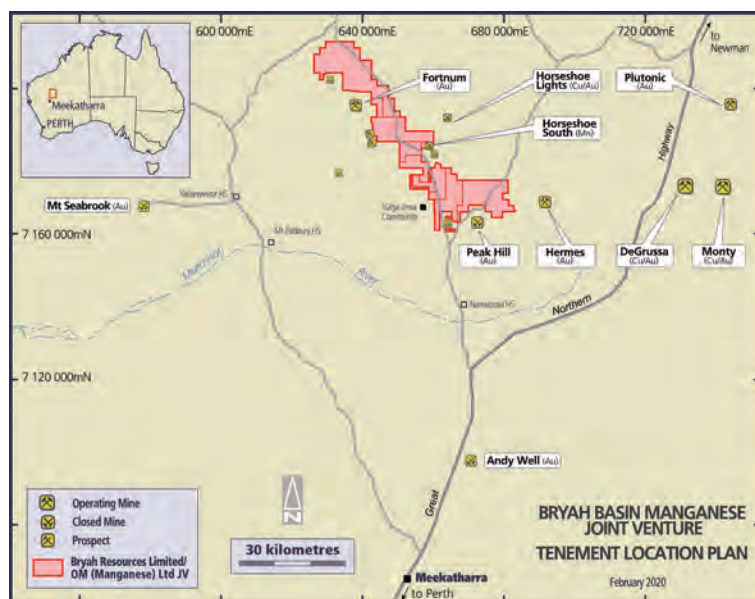 600 000mE
640 000mE
680 000mE
720 000mE
to
Newman
Meekatharra
PERTH
Fortnum
(Au)
Horseshoe
Lights (Cu/Au)
Plutonic
(Au)
Horseshoe
South (Mn)
Highway
Mt Seabrook (Au)
Community
7 160 000mN
Peak Hill
(Au)
Hermes
(Au)
DeGrussa
(Cu/Au)
Monty
(Cu/Au)
Murchison
River
Northern
7 120 000mN
Andy Well (Au)
Great
Operating Mine
Closed Mine
Prospect
Bryah Resources Limited/
OM (Manganese) Ltd JV
N
30 kilometres
BRYAH BASIN MANGANESE
JOINT VENTURE
TENEMENT LOCATION PLAN
February 2020
Meekatharra
to Perth